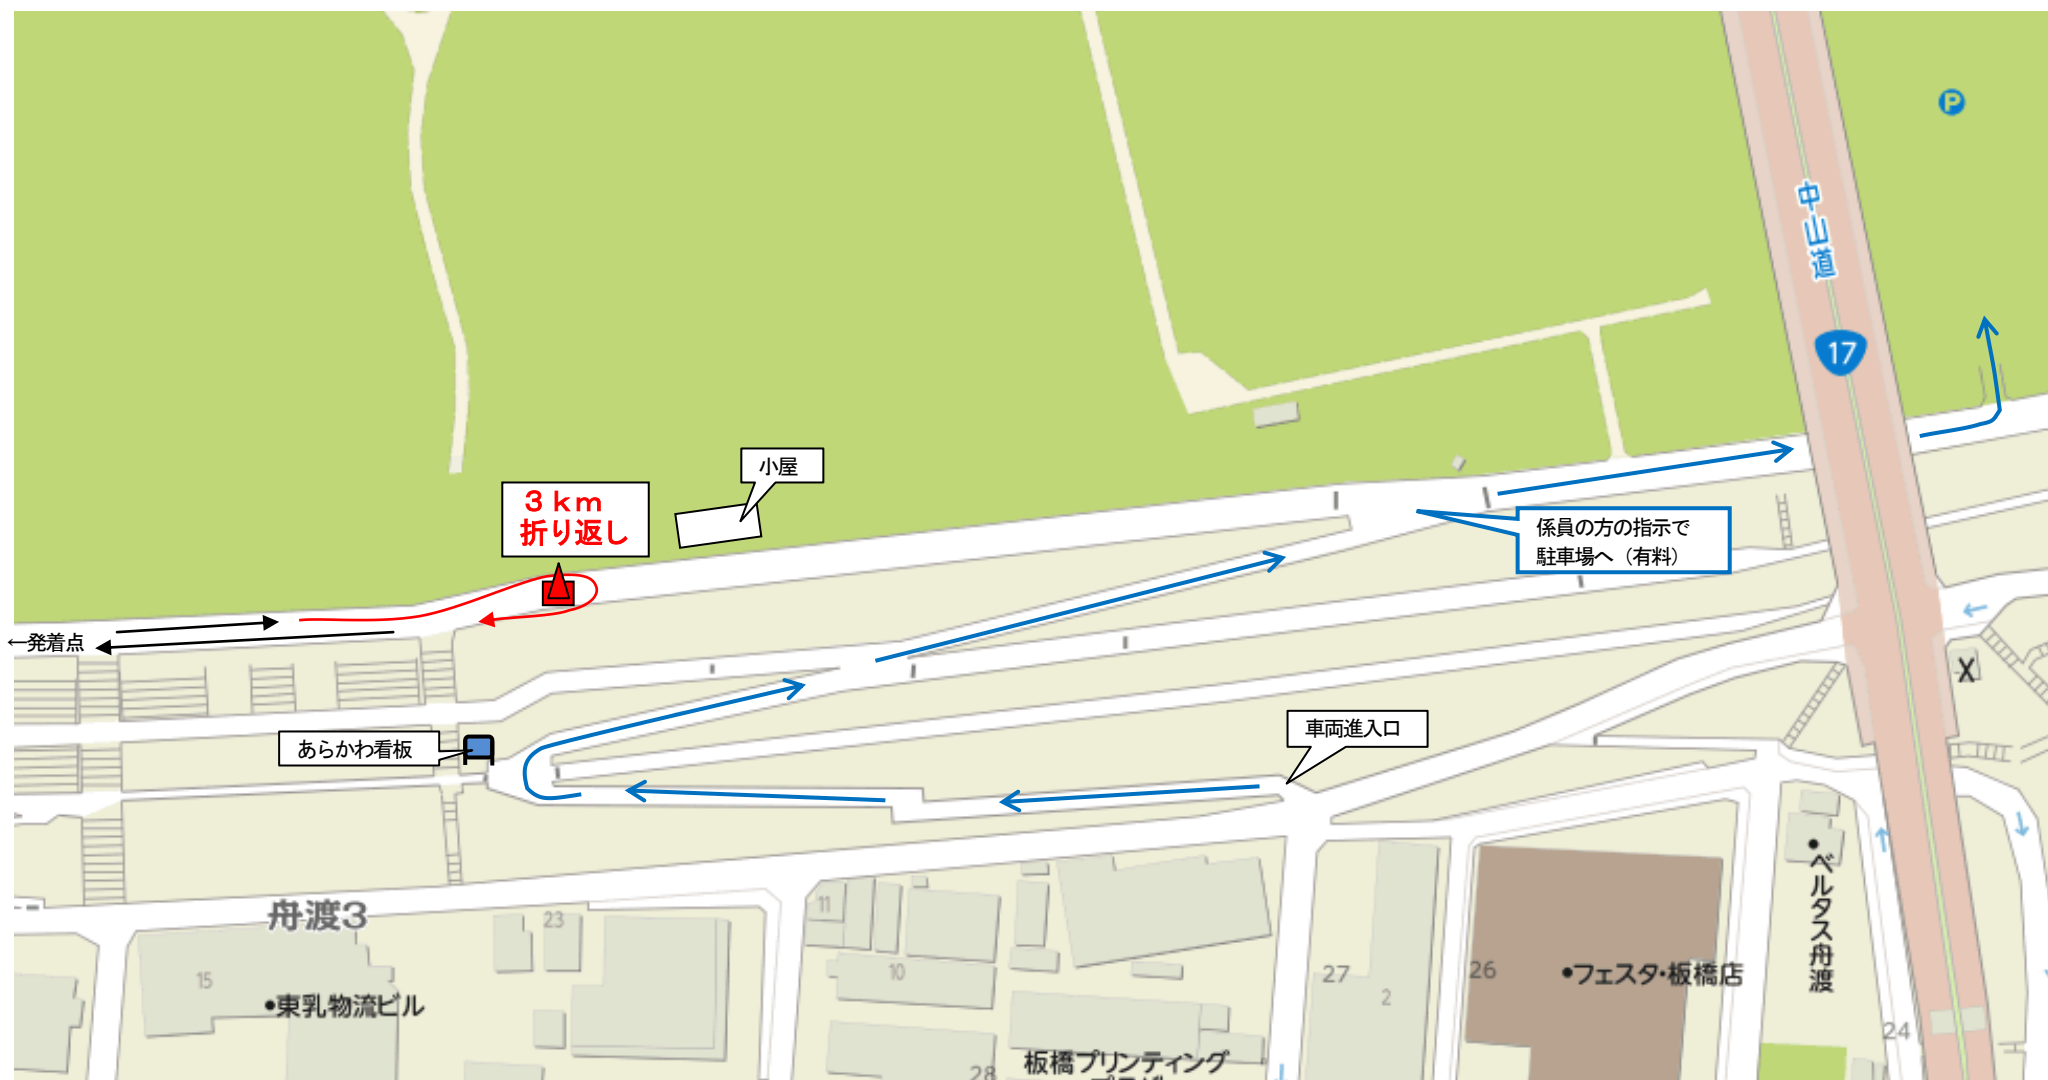 P
中山道
17
小屋
３ｋｍ
折り返し
係員の方の指示で
駐車場へ（有料）
←発着点
X
車両進入口
あらかわ看板
舟渡3
23
11
15
10
東乳物流ビル
27
2
26
フェスタ・板橋店
ベルタス舟渡
24
28
板橋プリンティング